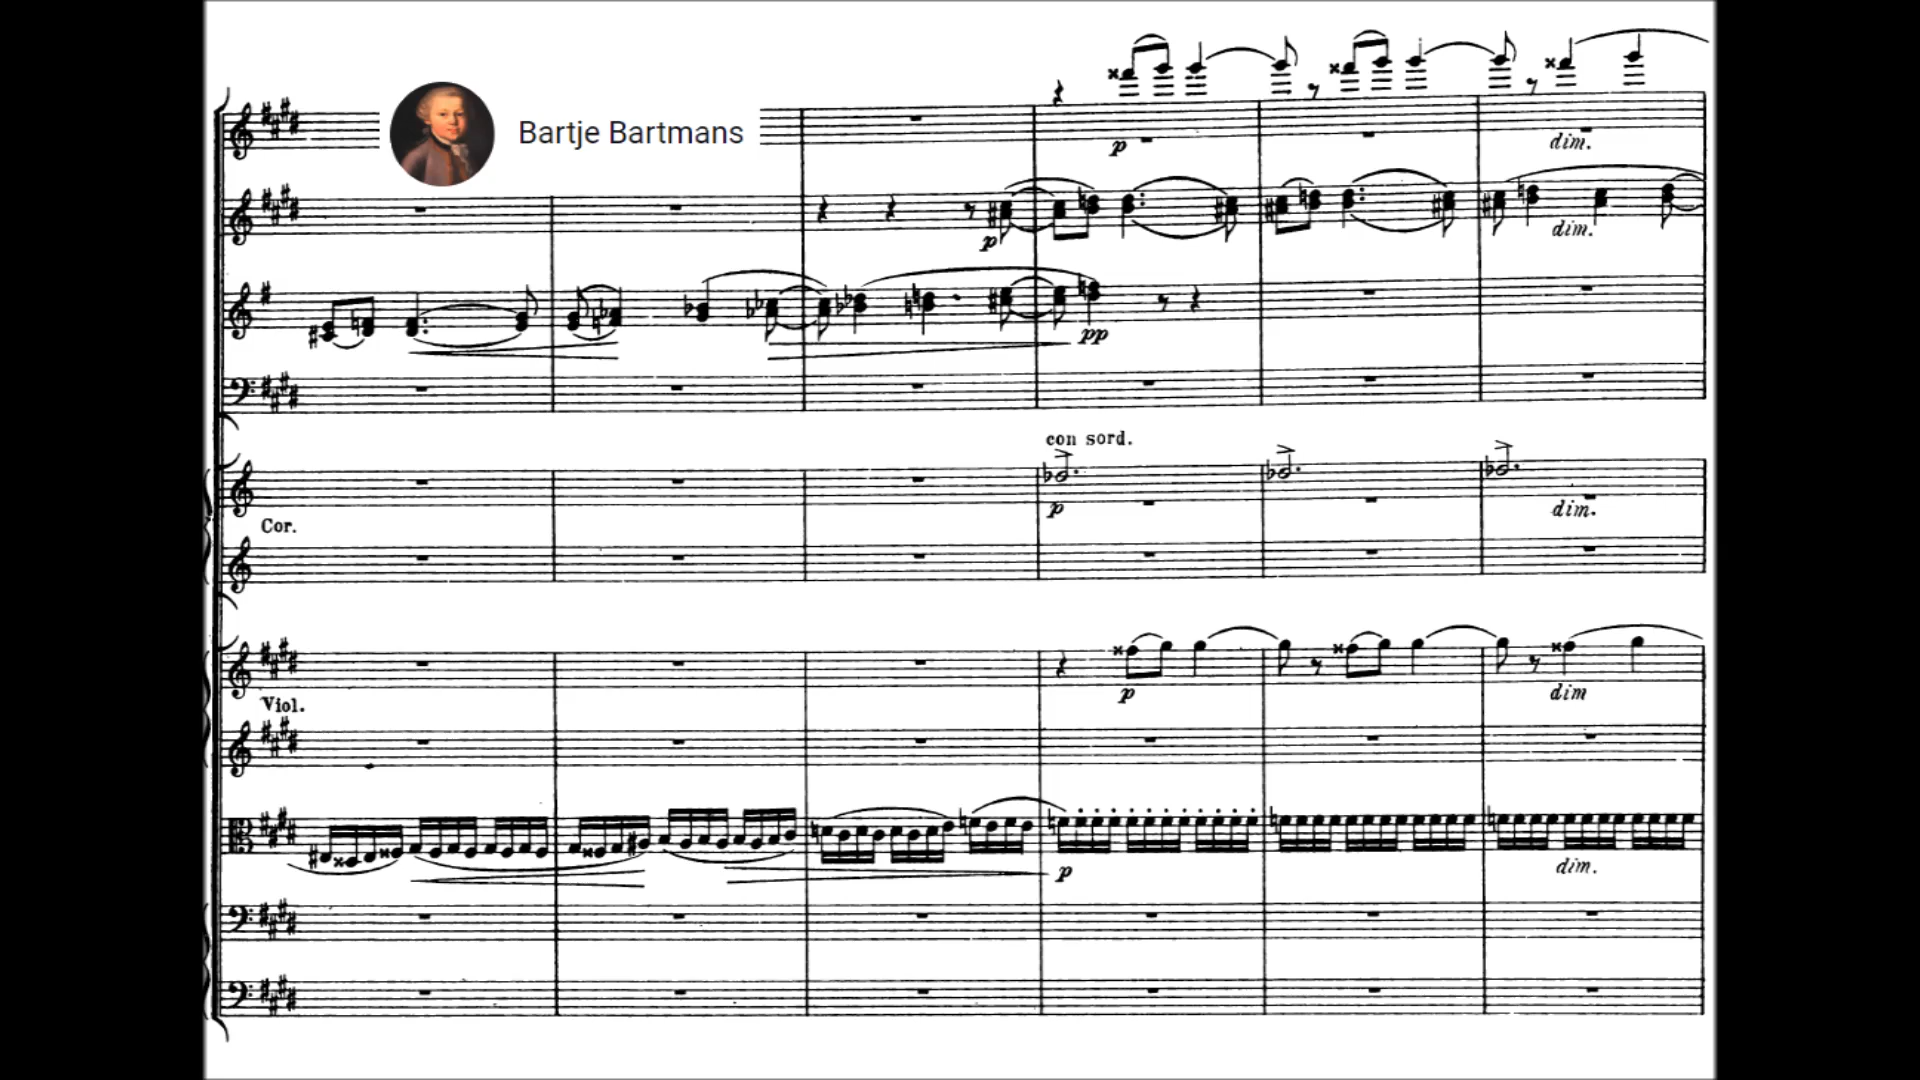 Bartje Bartmans
p
dim.
p
dim.
pp
con sord.
p
dim.
Cor.
p
dim
Viol.
p
dim.